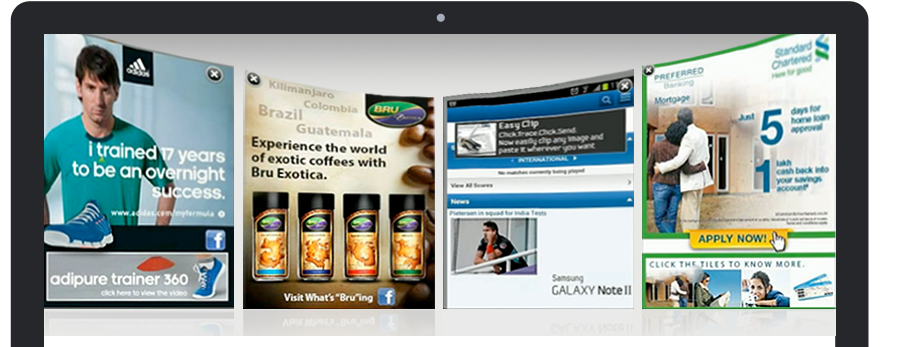 adidas
i trained 17 years
to be an overnight
success.
www.adidas.com/myformula
adipure trainer 360
click here to view the video
Kilimanjaro
Colombia
Brazil
Guatemala
BRU
Exotica
Experience the world
of exotic coffees with
Bru Exotica.
Visit What's "Bru"ing
Easy Clip
Click.Trace.Click.Send.
Now easily clip any image and
paste it wherever you want
INTERNATIONAL
No matches currently being played
View All Scores
News
Pietersen in squad for India Tests
Samsung
GALAXY Note II
Standard
Chartered
Here for good
PREFERRED
Banking
Mortgage
Just 5 days for
home loan
approval
1 lakh
cash back into
your savings
account*
APPLY NOW!
CLICK THE TILES TO KNOW MORE.